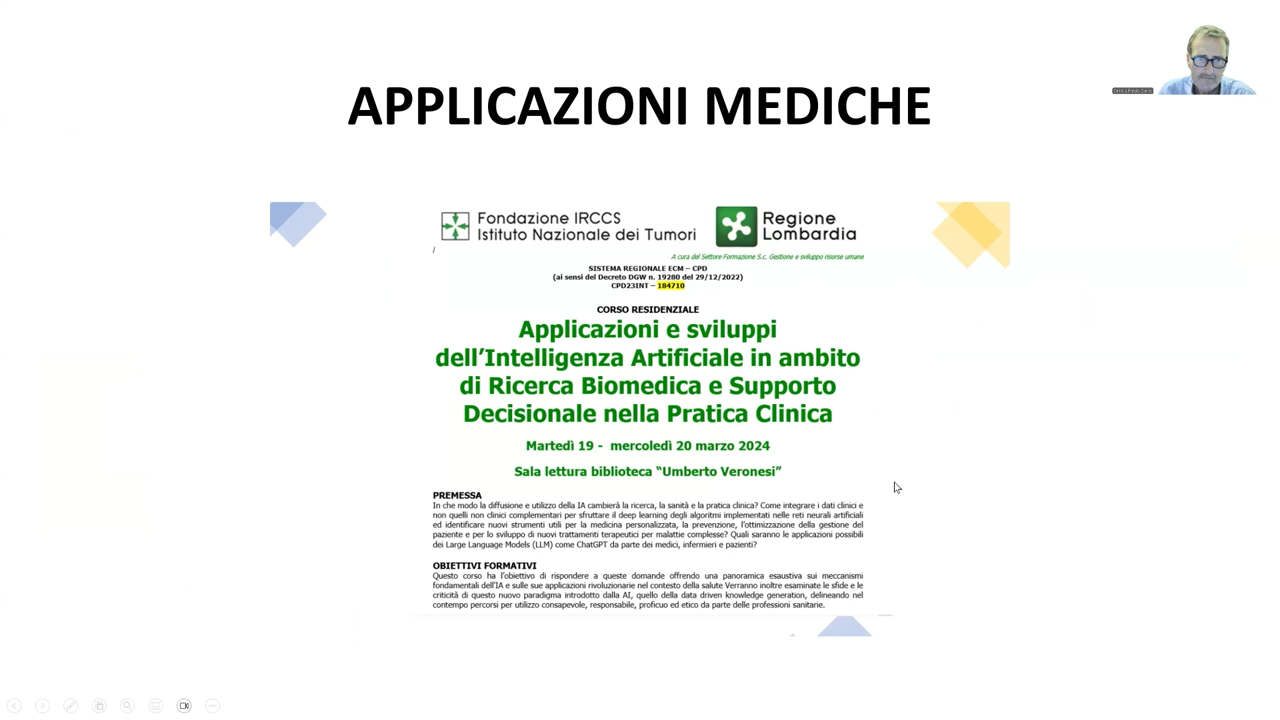 APPLICAZIONI MEDICHE
Fondazione IRCCS
Istituto Nazionale dei Tumori
Regione
Lombardia
/
A cura del Settore Formazione S.c. Gestione e sviluppo risorse umane
SISTEMA REGIONALE ECM – CPD
(ai sensi del Decreto DGW n. 19280 del 29/12/2022)
CPD23INT – 184710
CORSO RESIDENZIALE
Applicazioni e sviluppi
dell'Intelligenza Artificiale in ambito
di Ricerca Biomedica e Supporto
Decisionale nella Pratica Clinica
Martedì 19 - mercoledì 20 marzo 2024
Sala lettura biblioteca "Umberto Veronesi"
PREMESSA
In che modo la diffusione e utilizzo della IA cambierà la ricerca, la sanità e la pratica clinica? Come integrare i dati clinici e
non quelli non clinici complementari per sfruttare il deep learning degli algoritmi implementati nelle reti neurali artificiali
ed identificare nuovi strumenti utili per la medicina personalizzata, la prevenzione, l'ottimizzazione della gestione del
paziente e per lo sviluppo di nuovi trattamenti terapeutici per malattie complesse? Quali saranno le applicazioni possibili
dei Large Language Models (LLM) come ChatGPT da parte dei medici, infermieri e pazienti?
OBIETTIVI FORMATIVI
Questo corso ha l'obiettivo di rispondere a queste domande offrendo una panoramica esaustiva sui meccanismi
fondamentali dell'IA e sulle sue applicazioni rivoluzionarie nel contesto della salute Verranno inoltre esaminate le sfide e le
criticità di questo nuovo paradigma introdotto dalla AI, quello della data driven knowledge generation, delineando nel
contempo percorsi per utilizzo consapevole, responsabile, proficuo ed etico da parte delle professioni sanitarie.